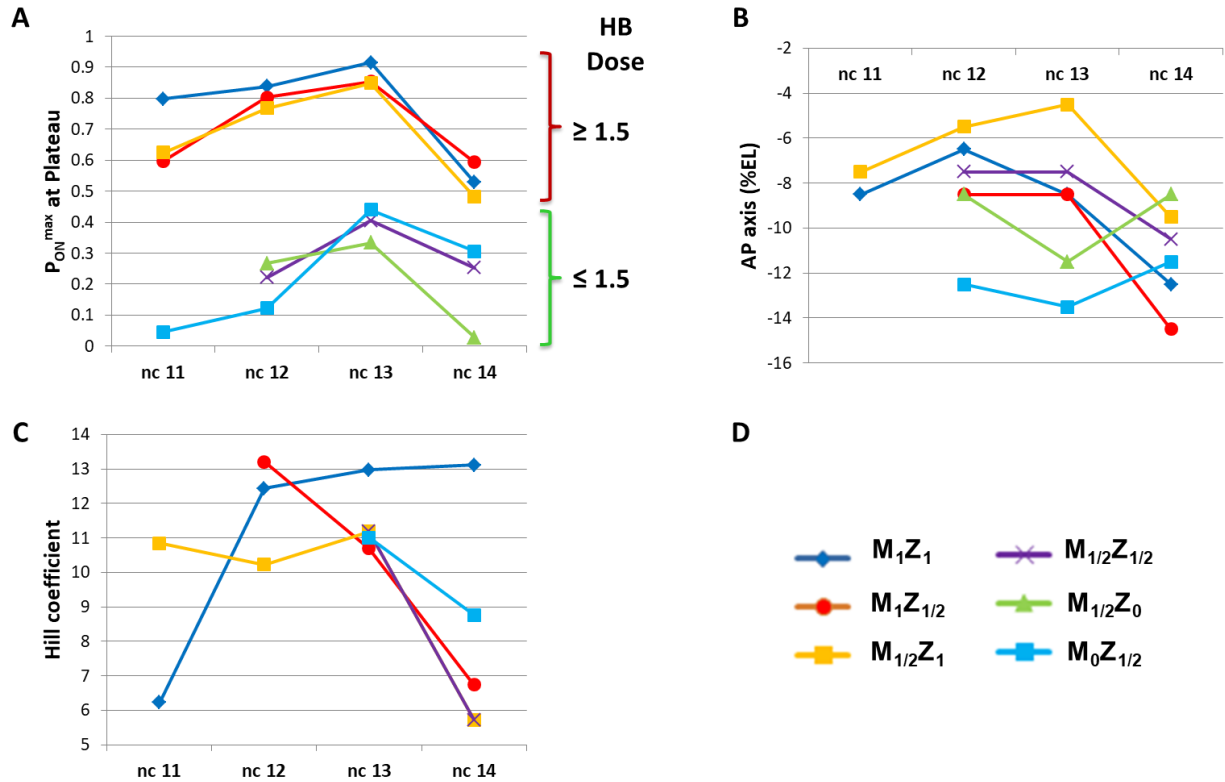 A
P_ON^max at Plateau
1
0.9
0.8
0.7
0.6
0.5
0.4
0.3
0.2
0.1
0
nc 11 nc 12 nc 13 nc 14
HB
Dose
≥ 1.5
≤ 1.5
B
AP axis (%EL)
-2
-4
-6
-8
-10
-12
-14
-16
nc 11 nc 12 nc 13 nc 14
C
Hill coefficient
14
13
12
11
10
9
8
7
6
5
nc 11 nc 12 nc 13 nc 14
D
M₁Z₁
M₁Z₁/₂
M₁/₂Z₁
M₁/₂Z₁/₂
M₁/₂Z₀
M₀Z₁/₂